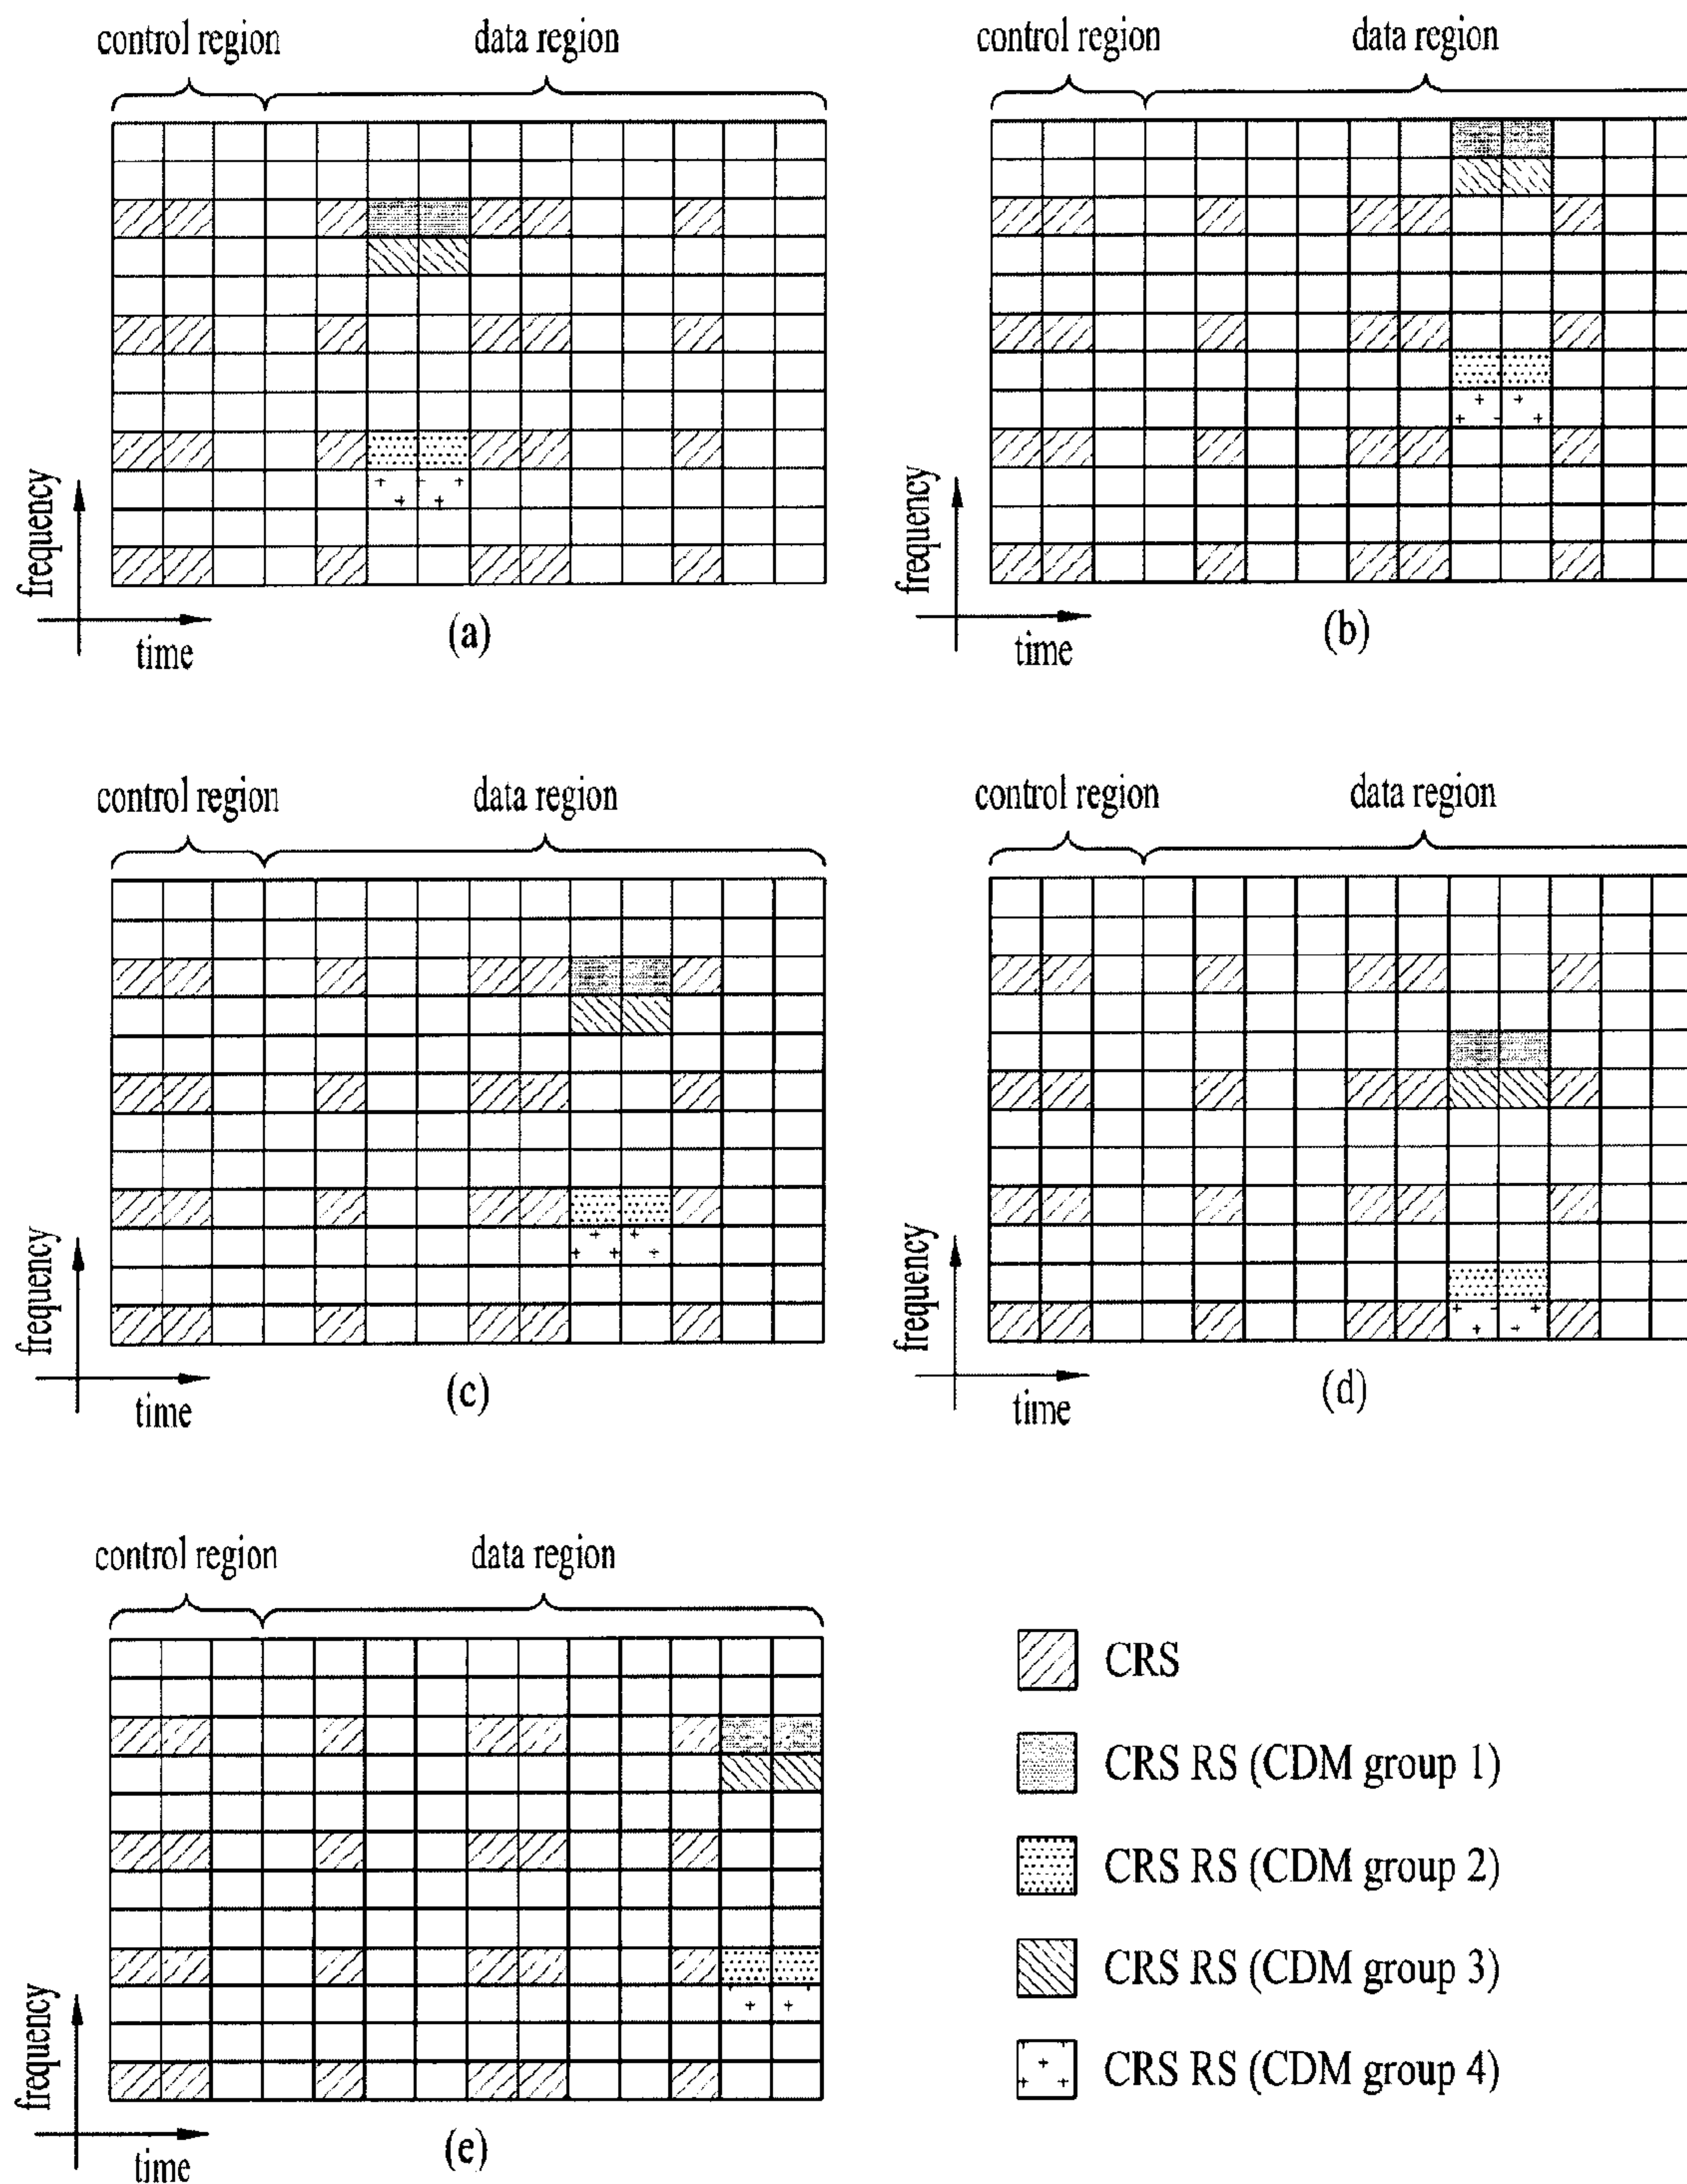 control region data region
control region data region
frequency
time
(a)
frequency
time
(b)
control region data region
control region data region
frequency
time
(c)
frequency
time
(d)
control region data region
frequency
time
(e)
CRS
CRS RS (CDM group 1)
CRS RS (CDM group 2)
CRS RS (CDM group 3)
CRS RS (CDM group 4)